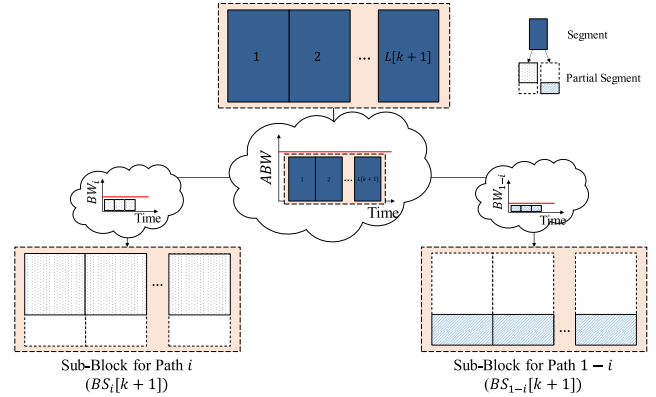 1
2
...
L[k + 1]
Segment
Partial Segment
ABW
1
2
...
L[k+1]
Time
BW_i
Time
BW_{1−i}
Time
...
...
Sub-Block for Path i
(BS_i[k + 1])
Sub-Block for Path 1 − i
(BS_{1−i}[k + 1])